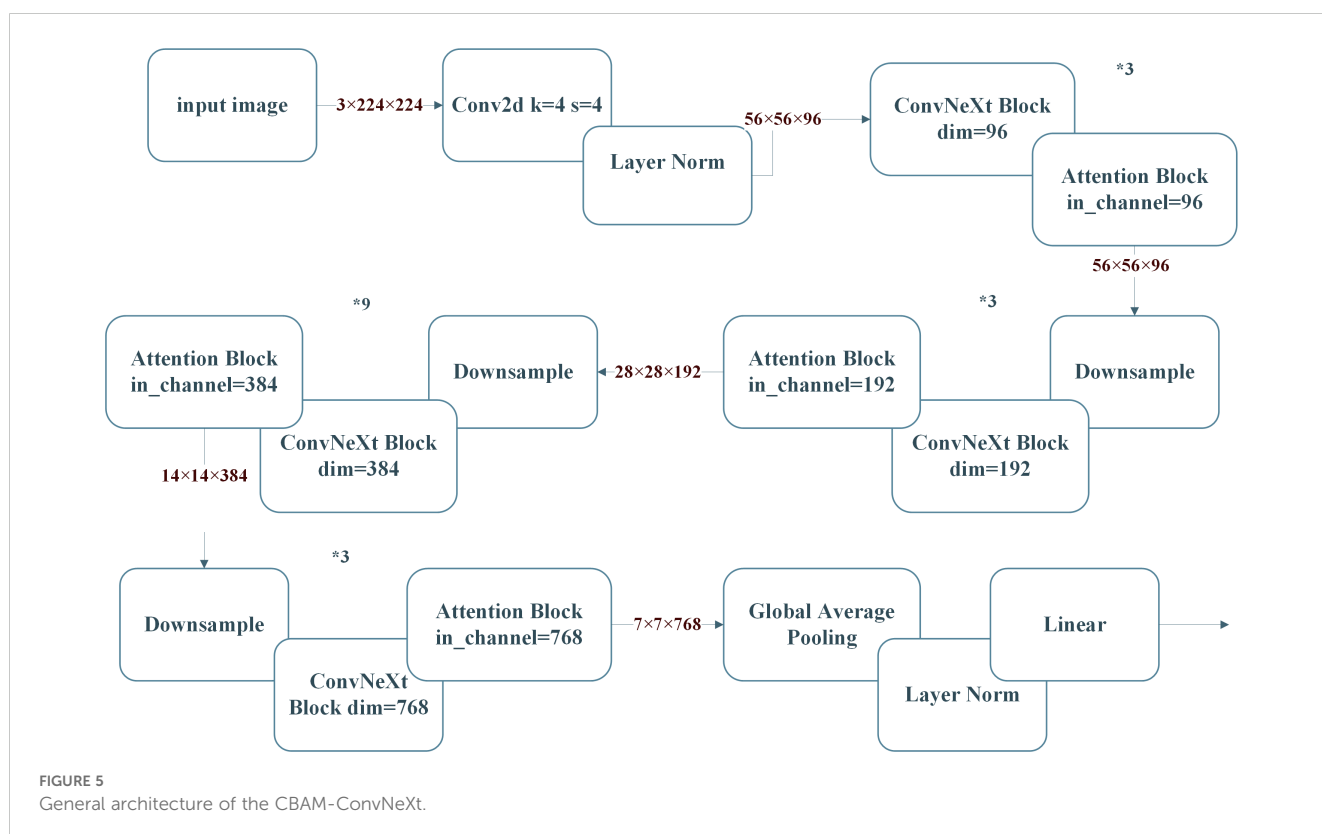 input image
3×224×224
Conv2d k=4 s=4
Layer Norm
56×56×96
*3
ConvNeXt Block
dim=96
Attention Block
in_channel=96
56×56×96
Downsample
*3
ConvNeXt Block
dim=192
Attention Block
in_channel=192
28×28×192
Downsample
*9
ConvNeXt Block
dim=384
Attention Block
in_channel=384
14×14×384
Downsample
*3
ConvNeXt
Block dim=768
Attention Block
in_channel=768
7×7×768
Global Average
Pooling
Layer Norm
Linear
FIGURE 5
General architecture of the CBAM-ConvNeXt.